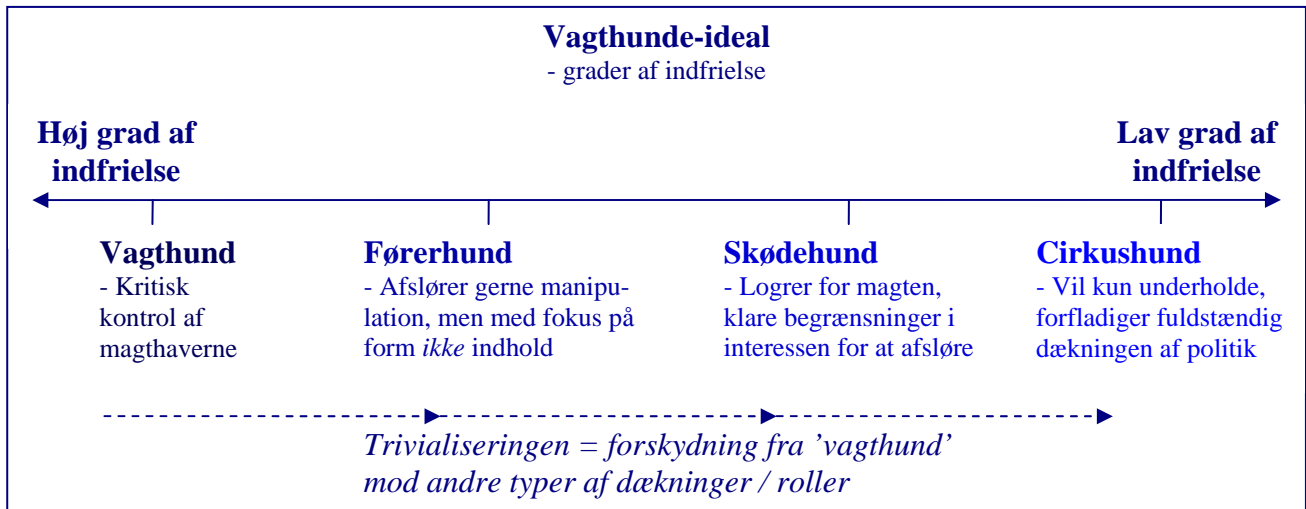 Vagthunde-ideal
- grader af indfrielse
Høj grad af
indfrielse
Lav grad af
indfrielse
Vagthund
- Kritisk
kontrol af
magthaverne
Førerhund
- Afslører gerne manipu-
lation, men med fokus på
form ikke indhold
Skødehund
- Logrer for magten,
klare begrænsninger i
interessen for at afsløre
Cirkushund
- Vil kun underholde,
forfladiger fuldstændig
dækningen af politik
Trivialiseringen = forskydning fra ’vagthund’
mod andre typer af dækninger / roller